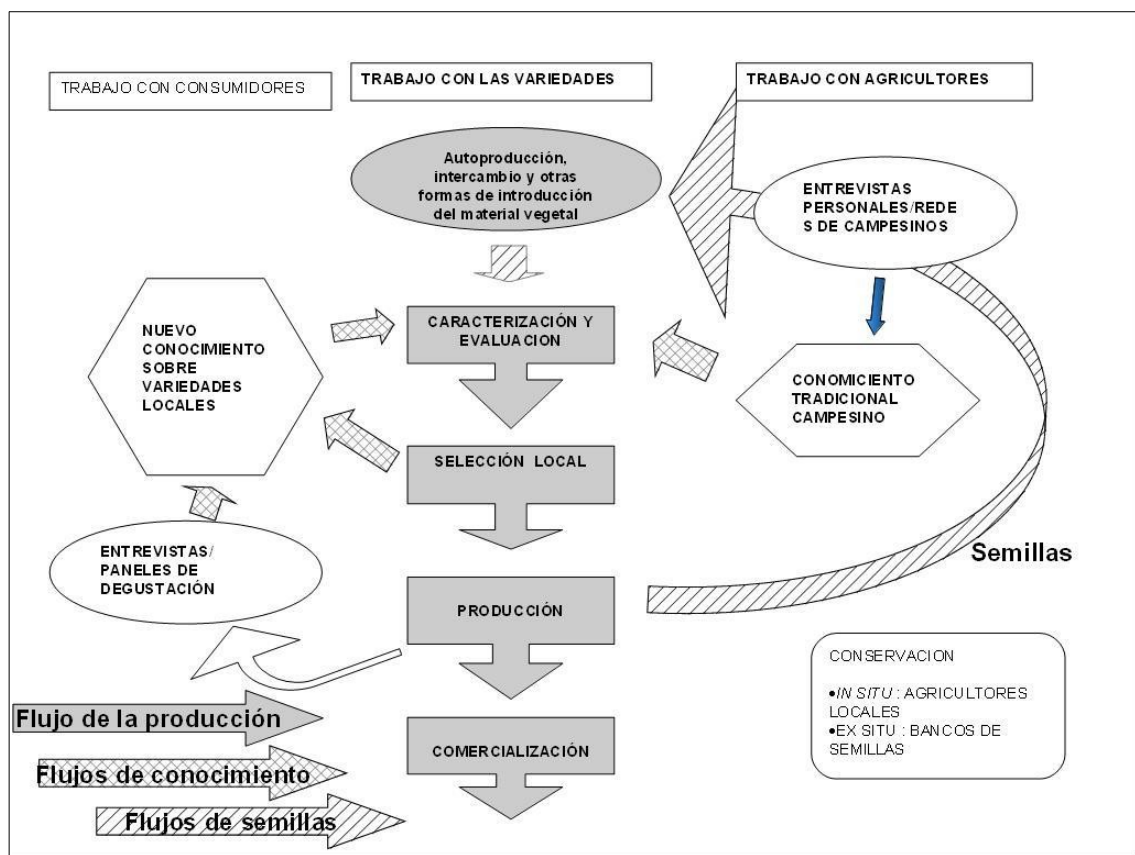 TRABAJO CON CONSUMIDORES
TRABAJO CON LAS VARIEDADES
TRABAJO CON AGRICULTORES
Autoproducción,
intercambio y otras
formas de introducción
del material vegetal
ENTREVISTAS
PERSONALES/REDE
S DE CAMPESINOS
NUEVO
CONOCIMIENTO
SOBRE
VARIEDADES
LOCALES
CARACTERIZACIÓN Y
EVALUACION
CONOMICIENTO
TRADICIONAL
CAMPESINO
SELECCIÓN LOCAL
ENTREVISTAS/
PANELES DE
DEGUSTACIÓN
Semillas
PRODUCCIÓN
CONSERVACION
•IN SITU : AGRICULTORES
LOCALES
•EX SITU : BANCOS DE
SEMILLAS
Flujo de la producción
COMERCIALIZACIÓN
Flujos de conocimiento
Flujos de semillas